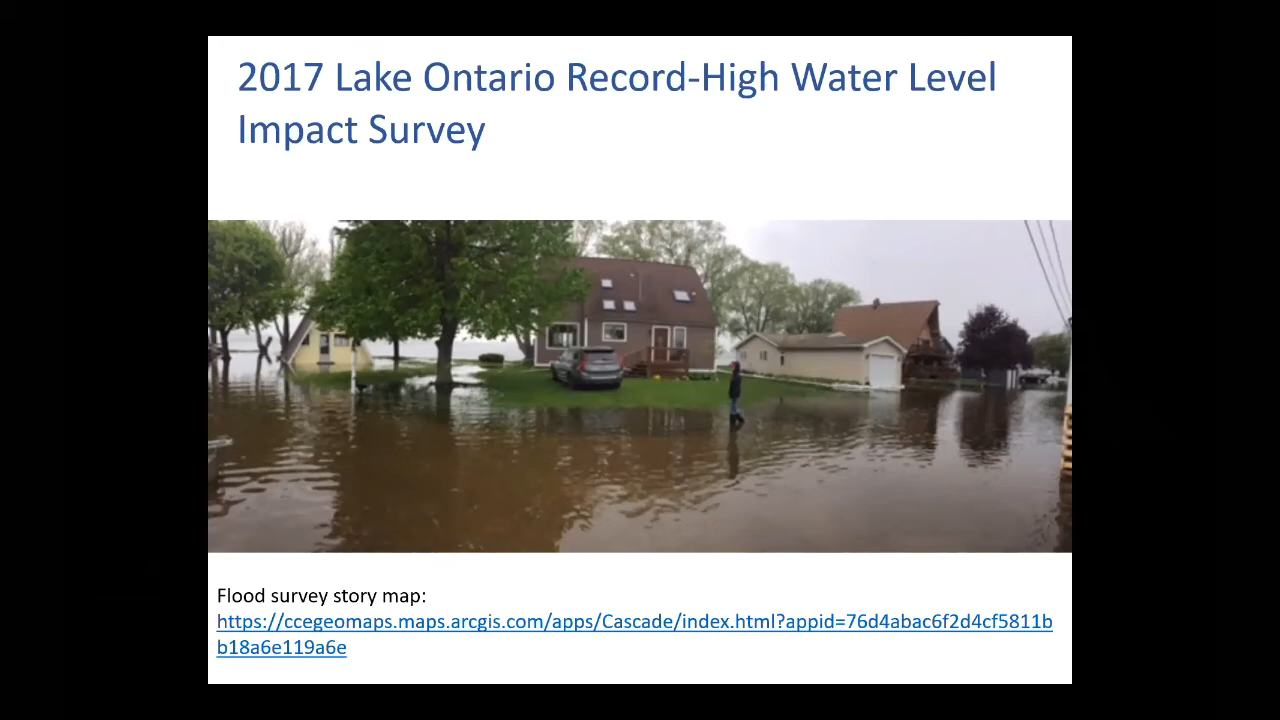 2017 Lake Ontario Record-High Water Level
Impact Survey
Flood survey story map:
https://ccegeomaps.maps.arcgis.com/apps/Cascade/index.html?appid=76d4abac6f2d4cf5811b
b18a6e119a6e